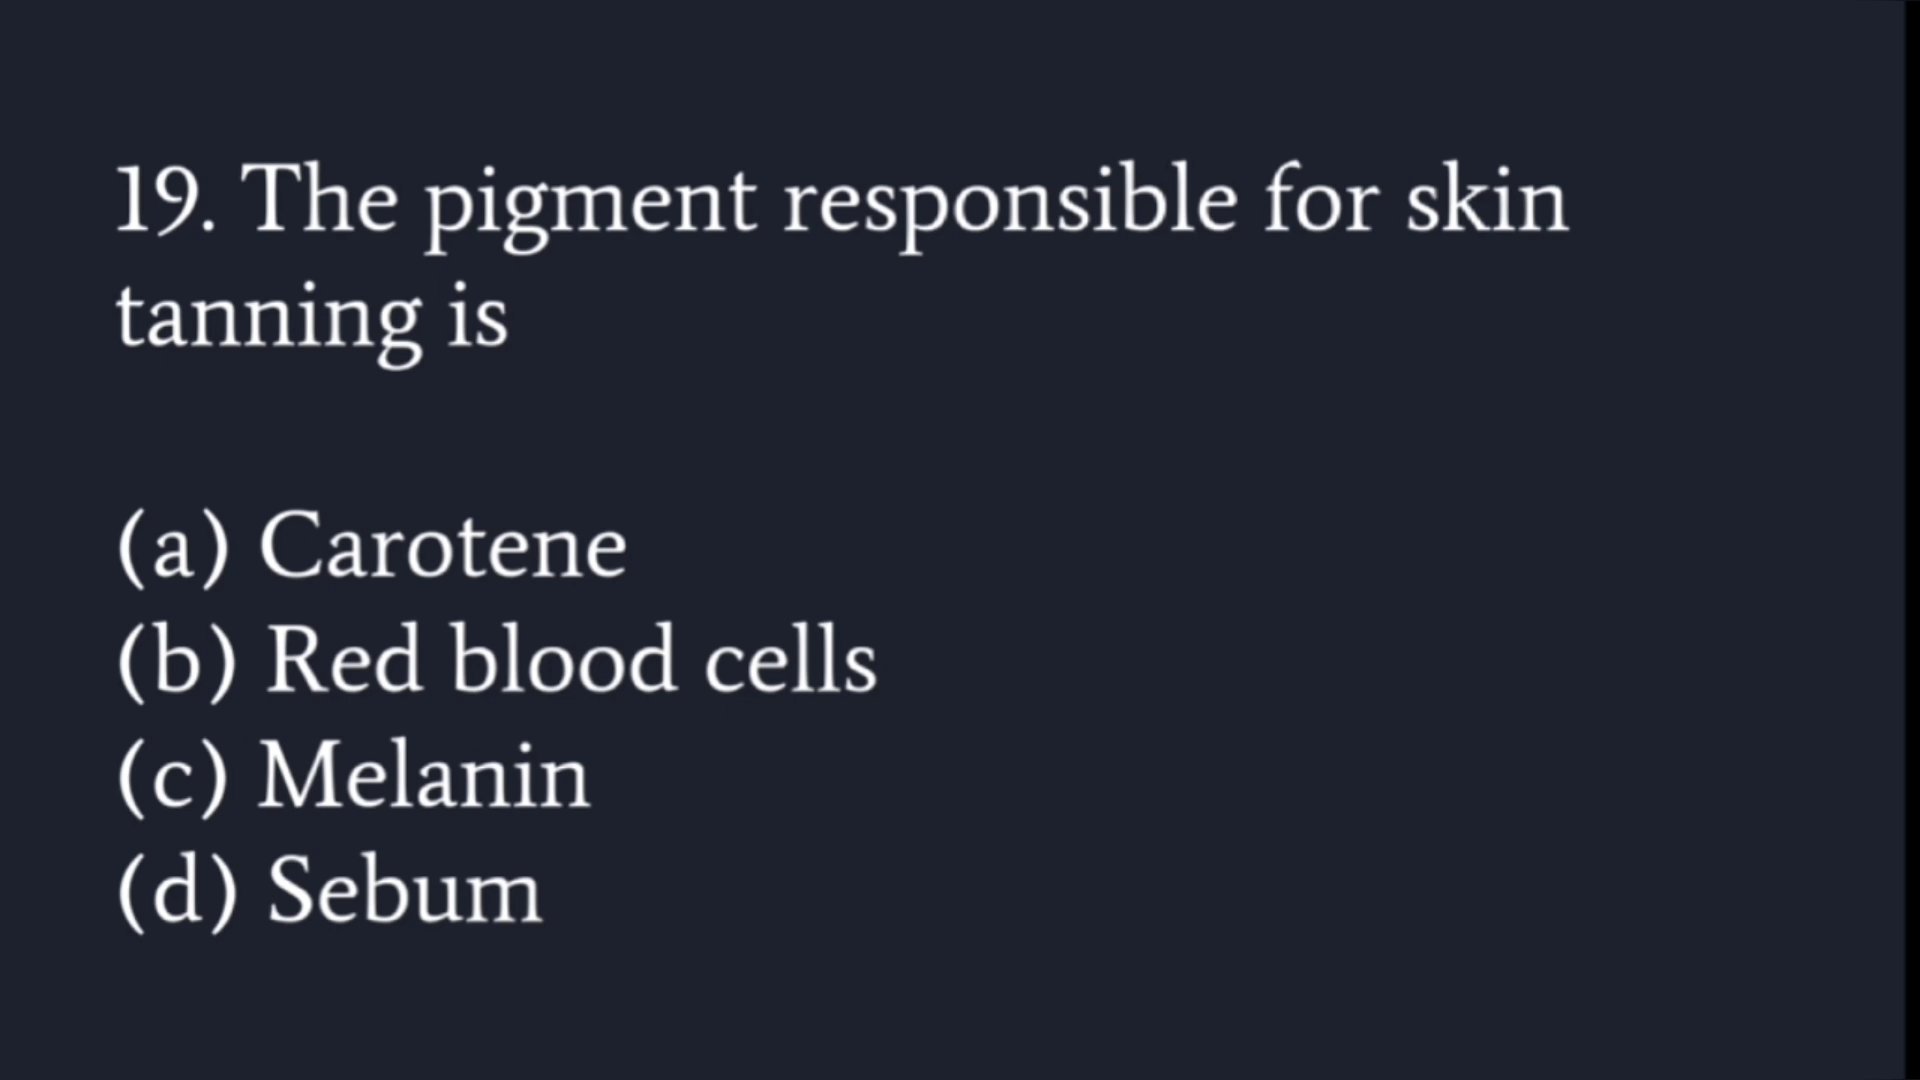 19. The pigment responsible for skin
tanning is
(a) Carotene
(b) Red blood cells
(c) Melanin
(d) Sebum